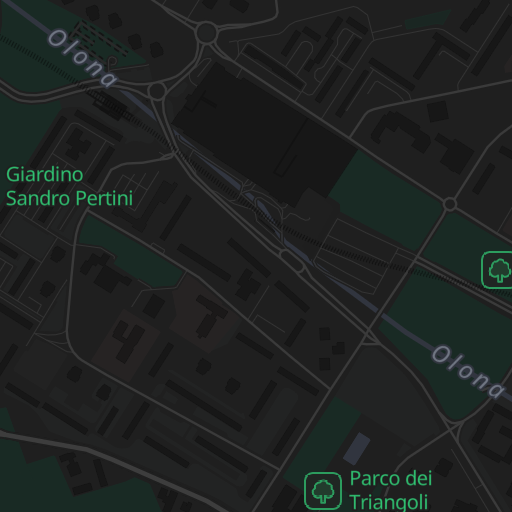 Olona
Giardino
Sandro Pertini
Olona
Parco dei
Triangoli